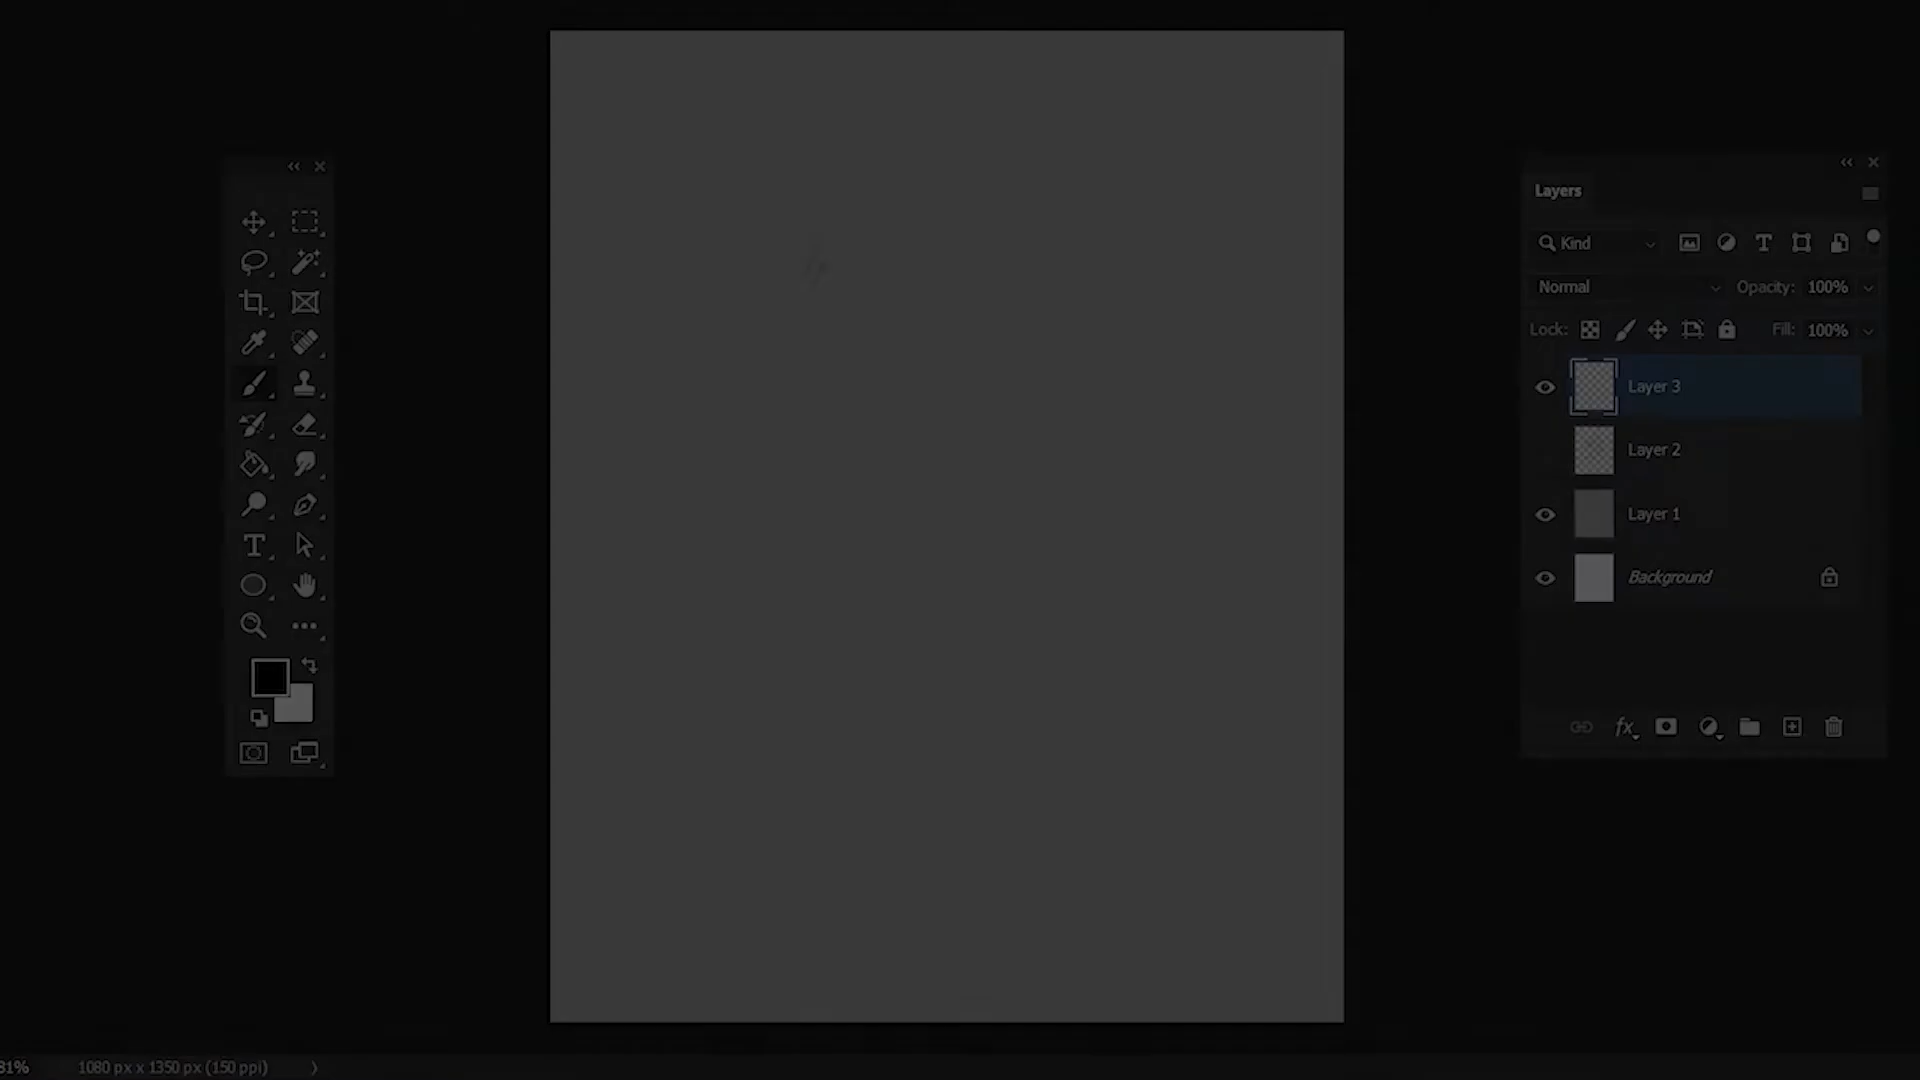 Layers
Kind
Normal Opacity: 100%
Lock: Fill: 100%
Layer 3
Layer 2
Layer 1
Background
fx
81% 1080 px x 1350 px (150 ppi)